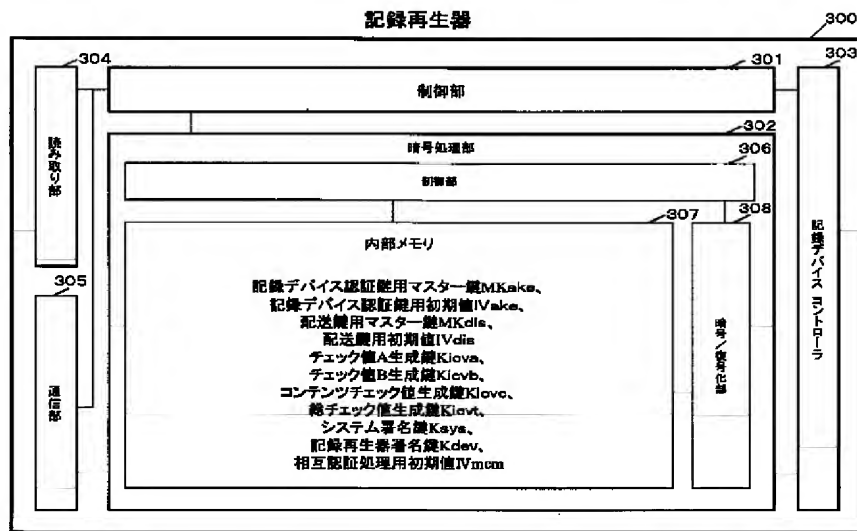 記録再生器
300
304
301
303
制御部
302
暗号処理部
306
読み取り部
制御部
307
308
内部メモリ
記録デバイス認証鍵用マスター鍵MKake、
記録デバイス認証鍵用初期値IVake、
配送鍵用マスター鍵MKdis、
配送鍵用初期値IVdis
チェック値A生成鍵Kicva、
チェック値B生成鍵Kicvb、
コンテンツチェック値生成鍵Kicvc、
総チェック値生成鍵Kicvt、
システム署名鍵Ksys、
記録再生器署名鍵Kdev、
相互認証処理用初期値IVmem
305
通信部
暗号/復号化部
記録デバイス コントローラ